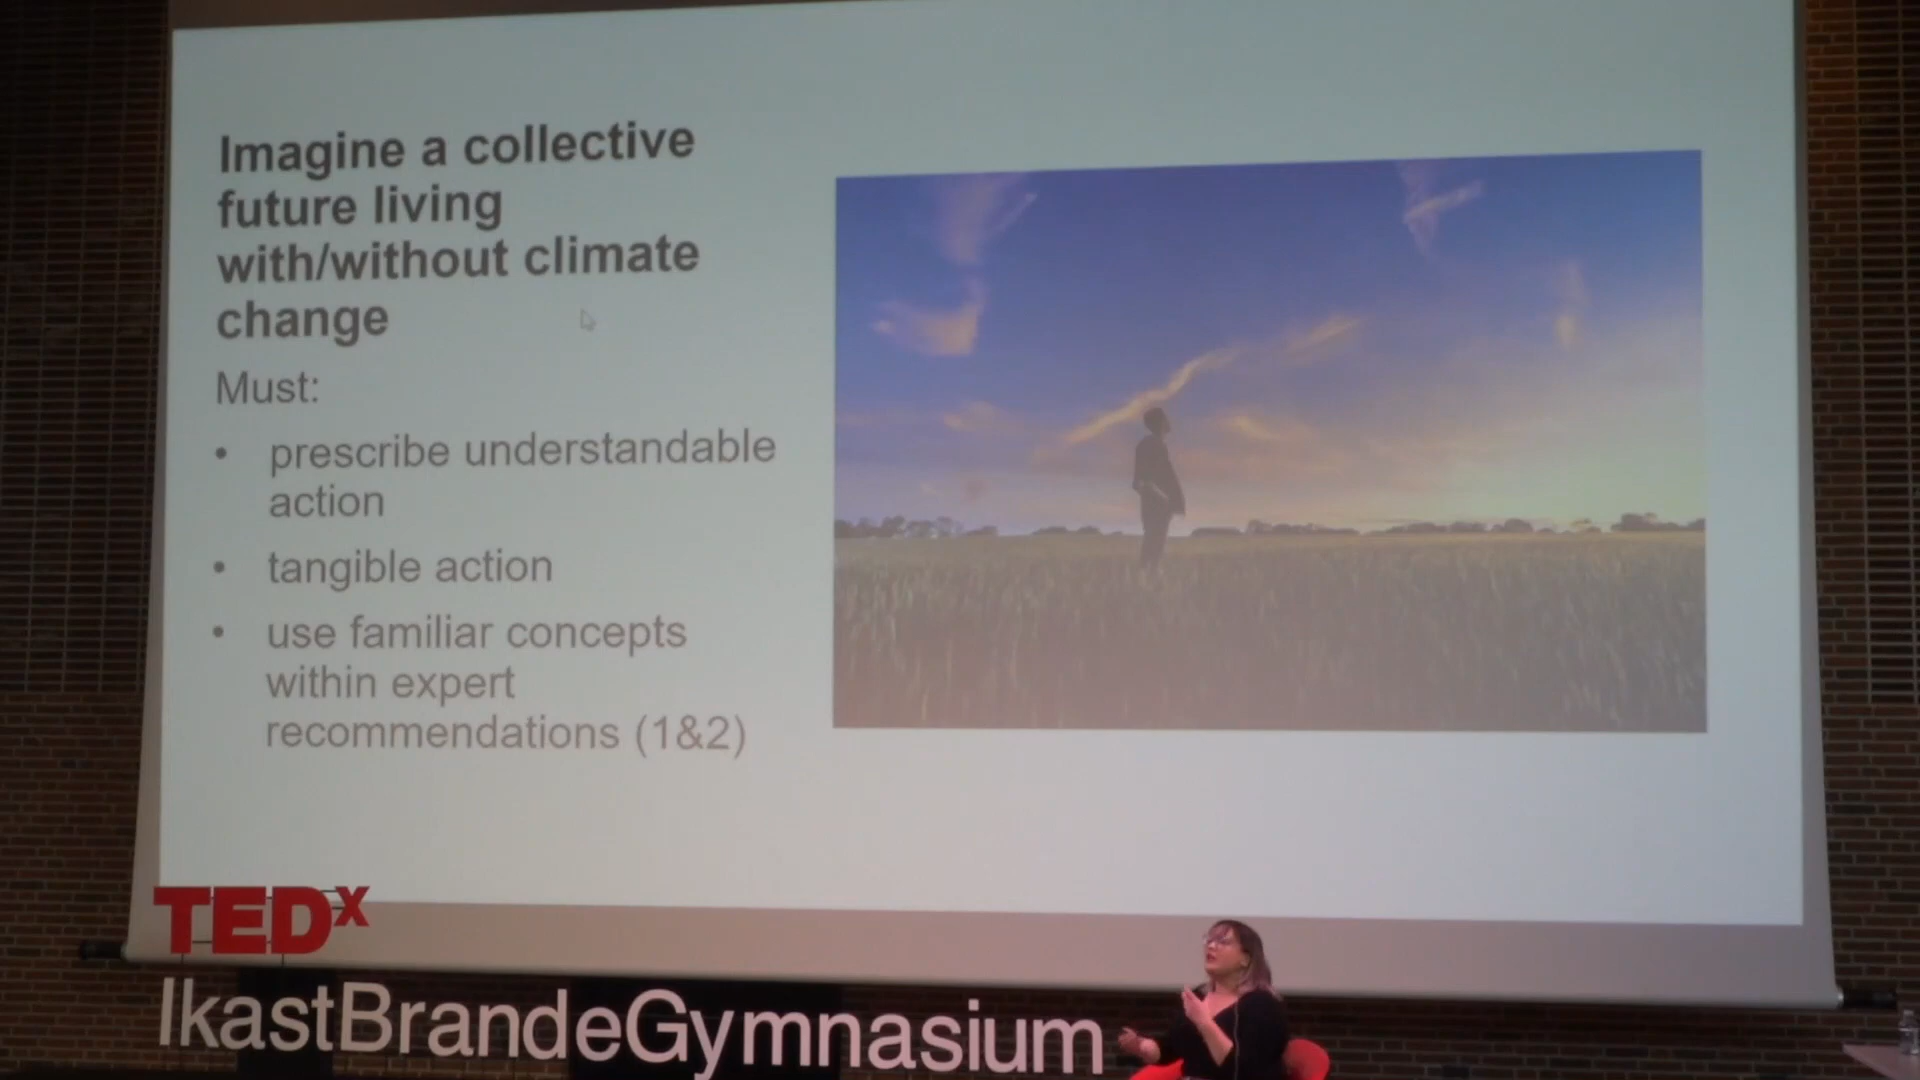 Imagine a collective
future living
with/without climate
change
Must:
• prescribe understandable
action
• tangible action
• use familiar concepts
within expert
recommendations (1&2)
TEDx
IkastBrandeGymnasium